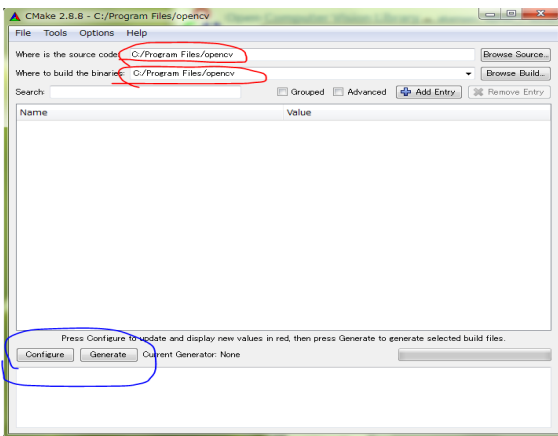 CMake 2.8.8 - C:/Program Files/opencv
File Tools Options Help
Where is the source code: C:/Program Files/opencv Browse Source...
Where to build the binaries: C:/Program Files/opencv Browse Build...
Search: Grouped Advanced Add Entry Remove Entry
Name Value
Press Configure to update and display new values in red, then press Generate to generate selected build files.
Configure Generate Current Generator: None